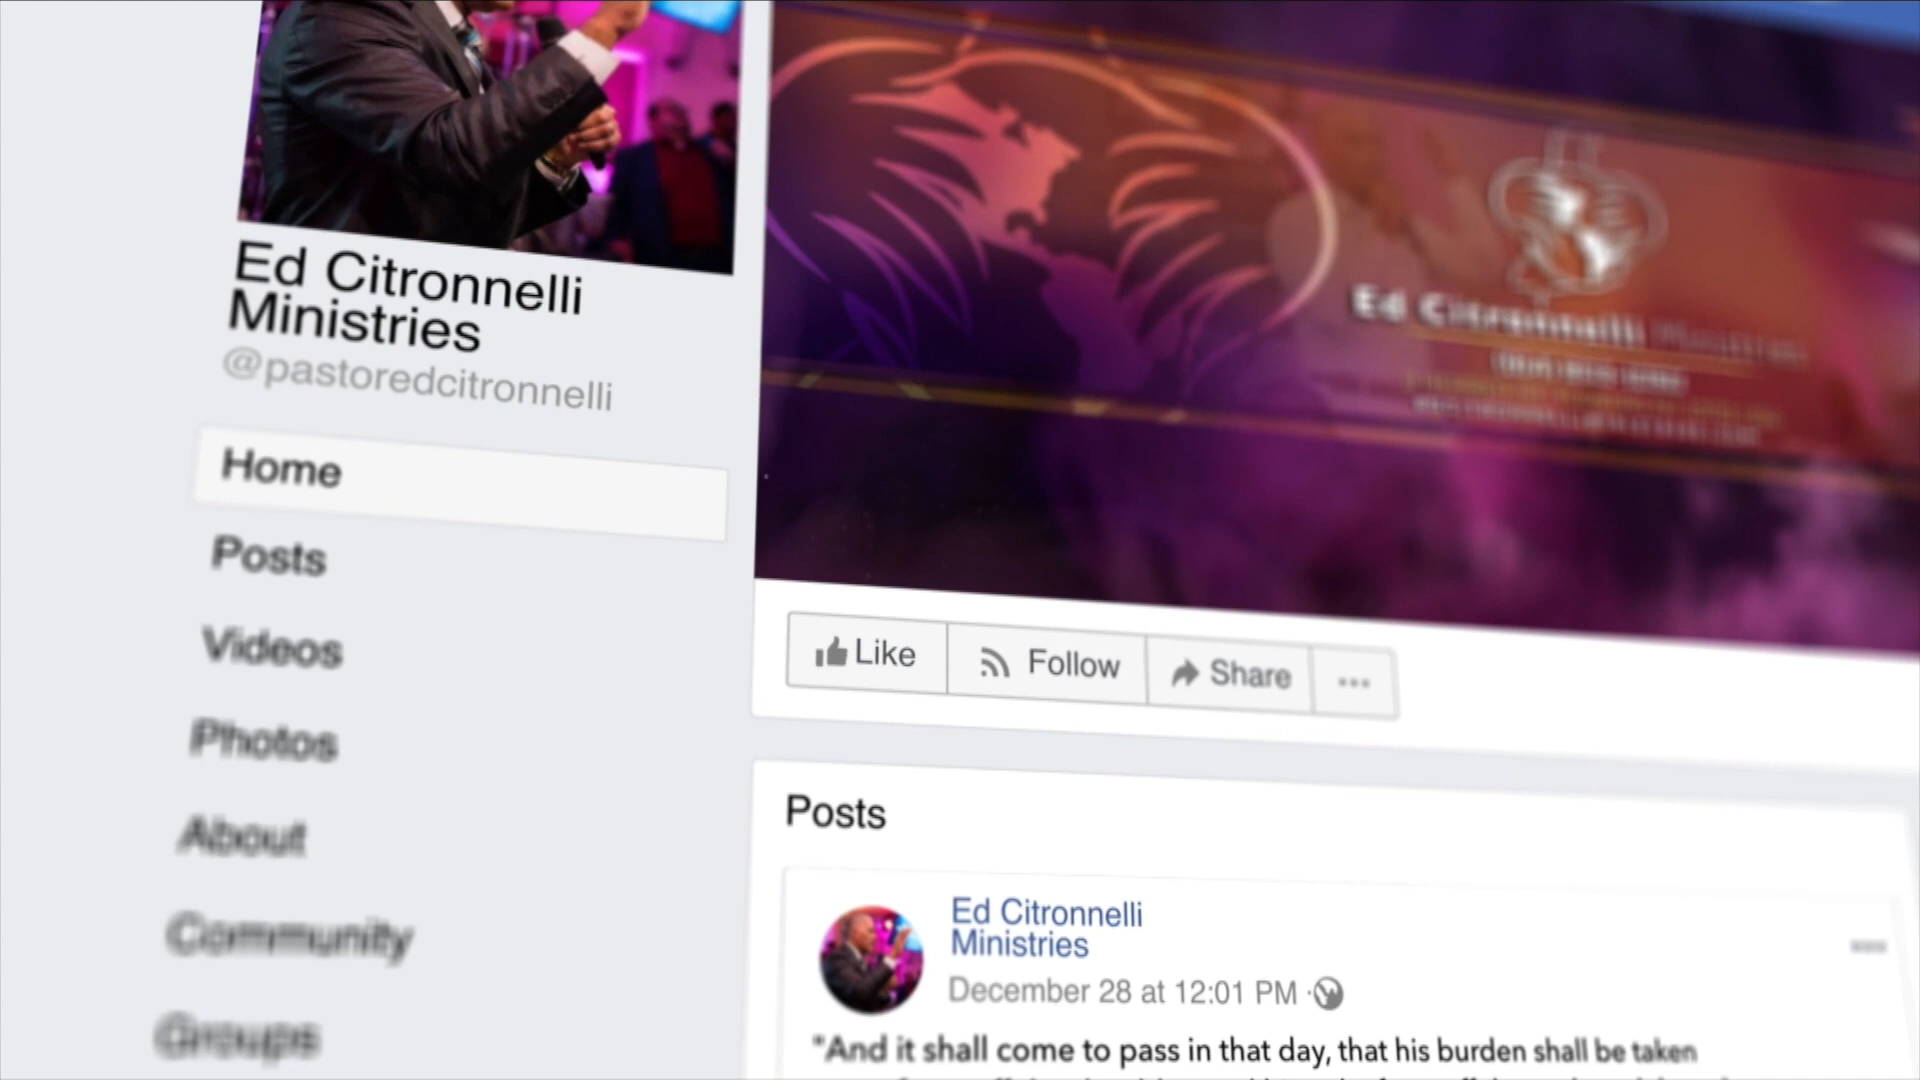 Ed Citronnelli
Ministries
@pastoredcitronnelli
Home
Posts
Videos
Photos
About
Community
Groups
Ed Citronnelli
Like
Follow
Share
Posts
Ed Citronnelli
Ministries
December 28 at 12:01 PM
"And it shall come to pass in that day, that his burden shall be taken